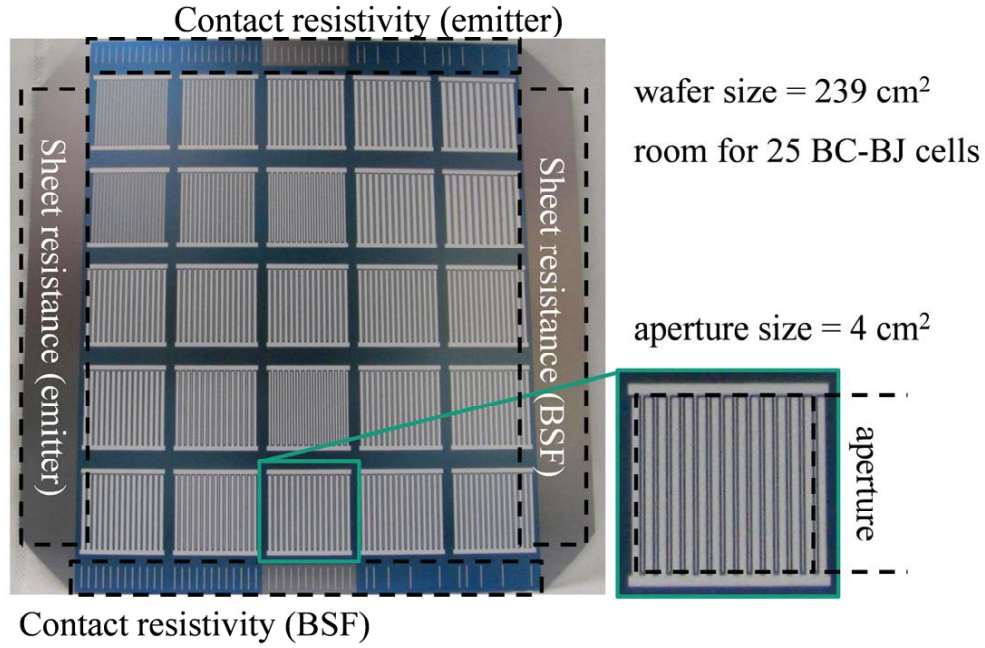 Contact resistivity (emitter)
wafer size = 239 cm²
room for 25 BC-BJ cells
Sheet resistance (emitter)
Sheet resistance (BSF)
aperture size = 4 cm²
aperture
Contact resistivity (BSF)